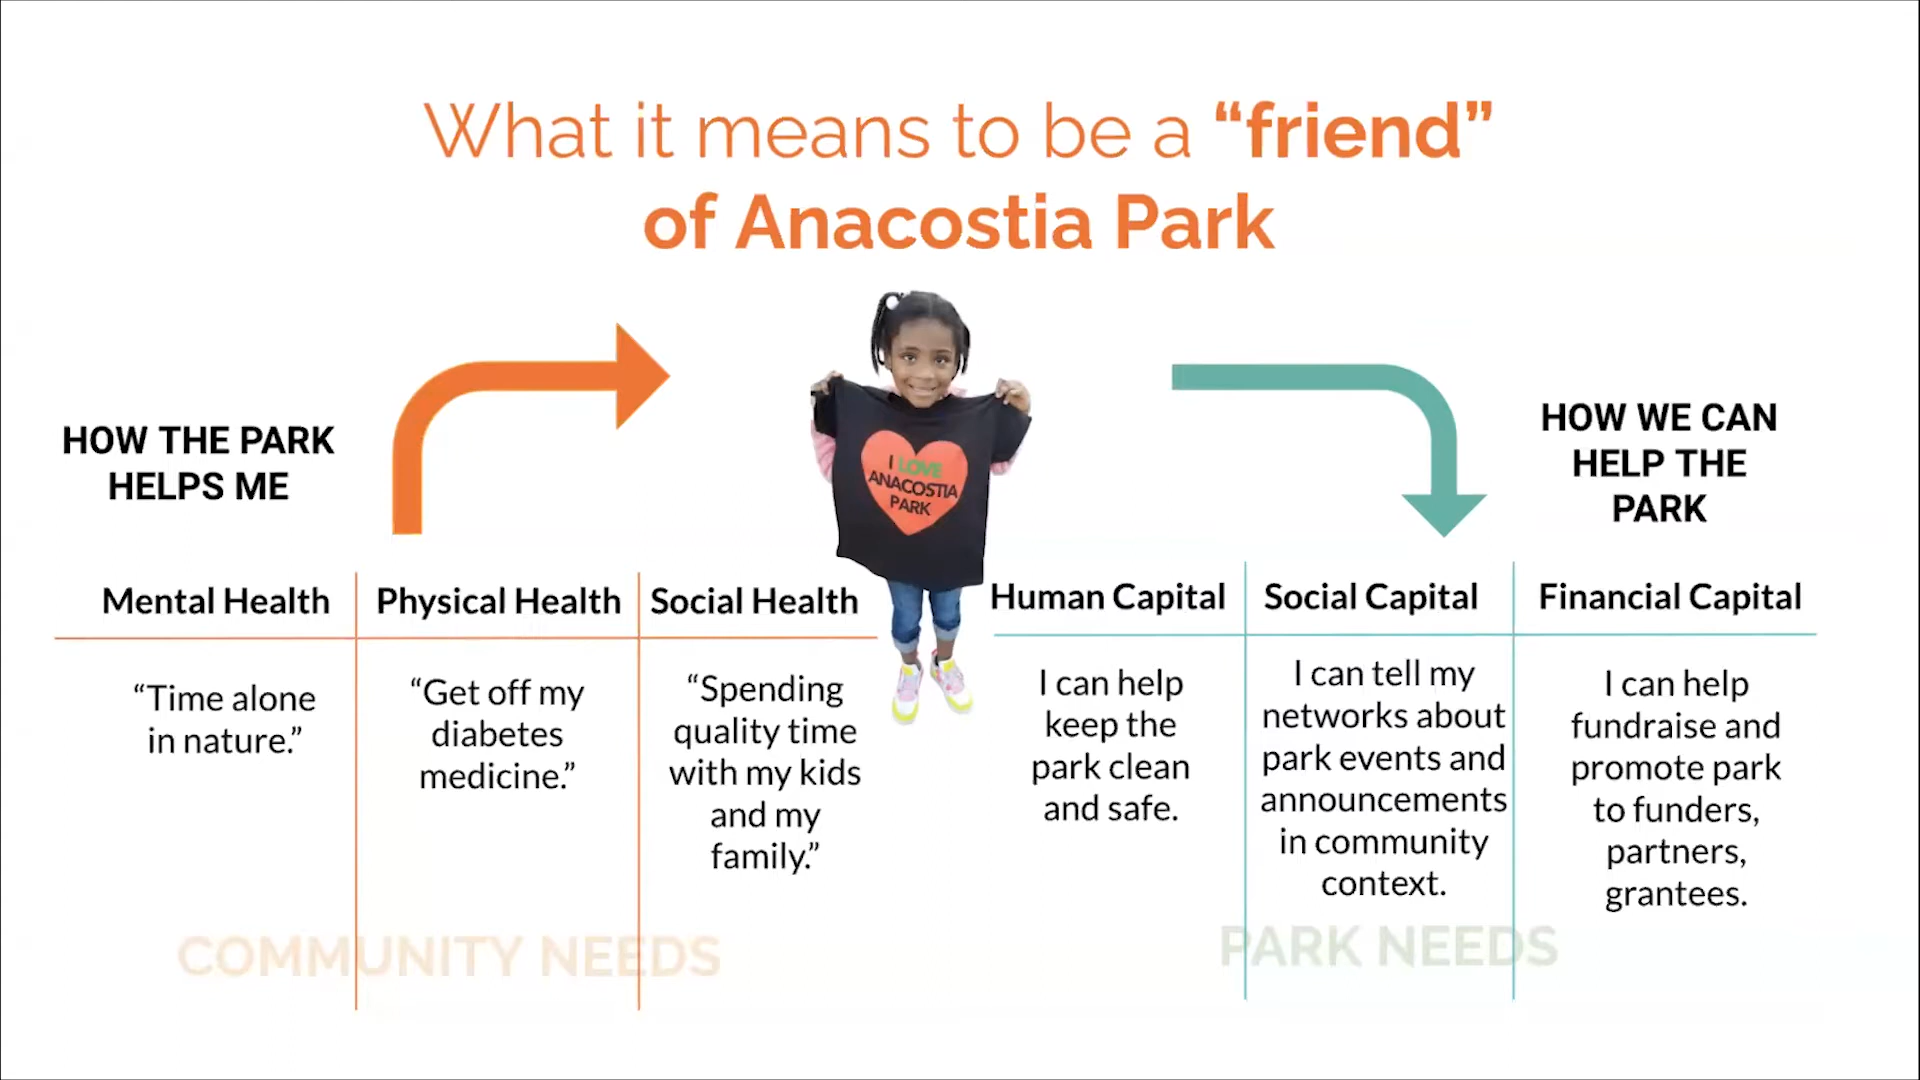 What it means to be a “friend”
of Anacostia Park
HOW THE PARK
HELPS ME
I LOVE
ANACOSTIA
PARK
HOW WE CAN
HELP THE
PARK
Mental Health
“Time alone
in nature.”
Physical Health
“Get off my
diabetes
medicine.”
Social Health
“Spending
quality time
with my kids
and my
family.”
COMMUNITY NEEDS
Human Capital
I can help
keep the
park clean
and safe.
Social Capital
I can tell my
networks about
park events and
announcements
in community
context.
Financial Capital
I can help
fundraise and
promote park
to funders,
partners,
grantees.
PARK NEEDS